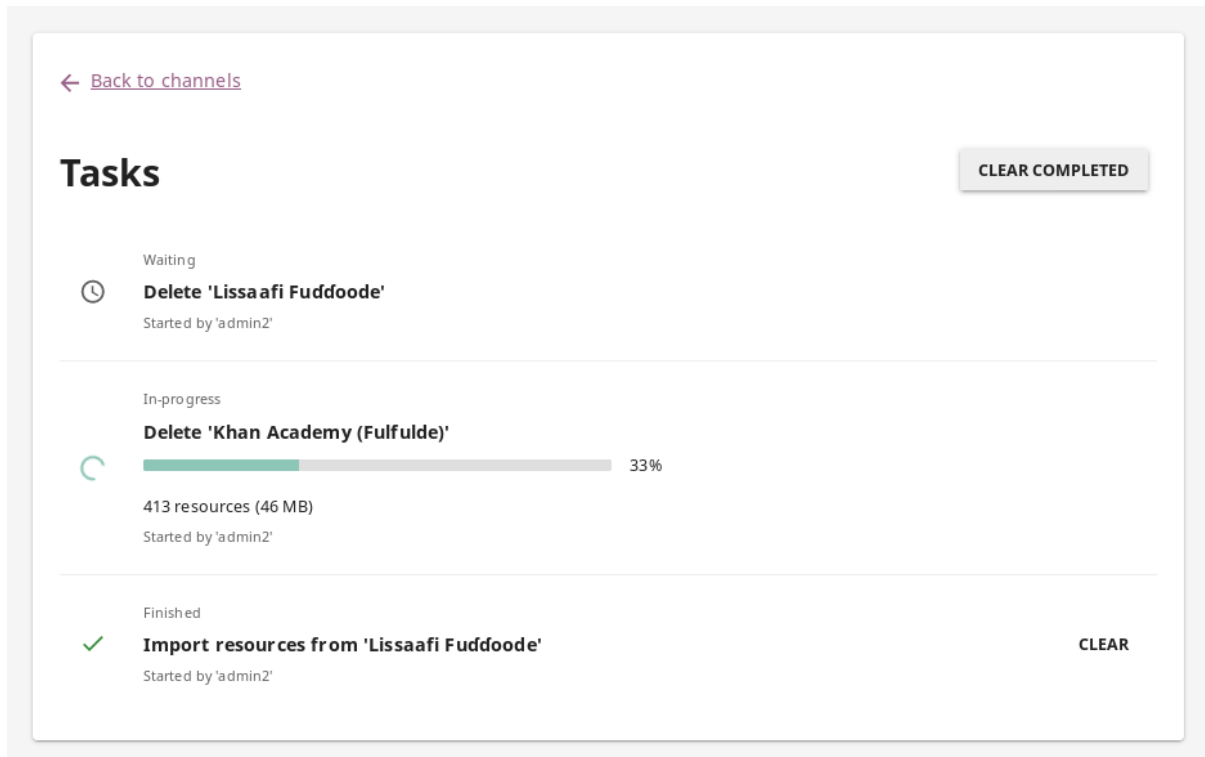 Back to channels
Tasks
CLEAR COMPLETED
Waiting
Delete 'Lissaafi Fuɗɗoode'
Started by 'admin2'
In-progress
Delete 'Khan Academy (Fulfulde)'
33%
413 resources (46 MB)
Started by 'admin2'
Finished
Import resources from 'Lissaafi Fuɗɗoode'
CLEAR
Started by 'admin2'